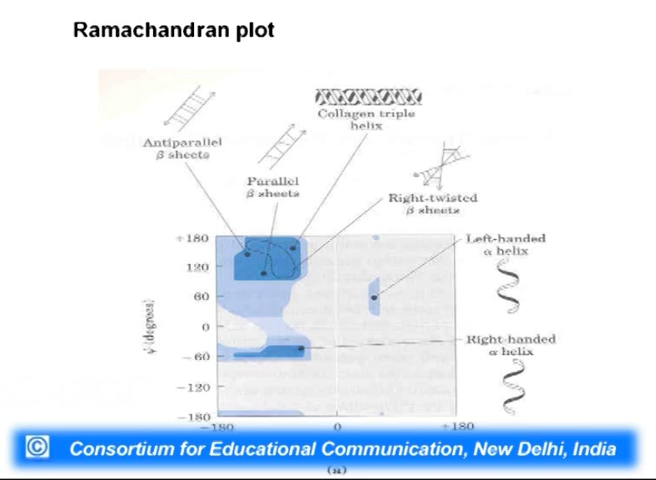 Ramachandran plot
Collagen triple
helix
Antiparallel
β sheets
Parallel
β sheets
Right-twisted
β sheets
Left-handed
α helix
Right-handed
α helix
+180
120
60
0
−60
−120
−180
ψ (degrees)
−180 0 +180
© Consortium for Educational Communication, New Delhi, India
(a)